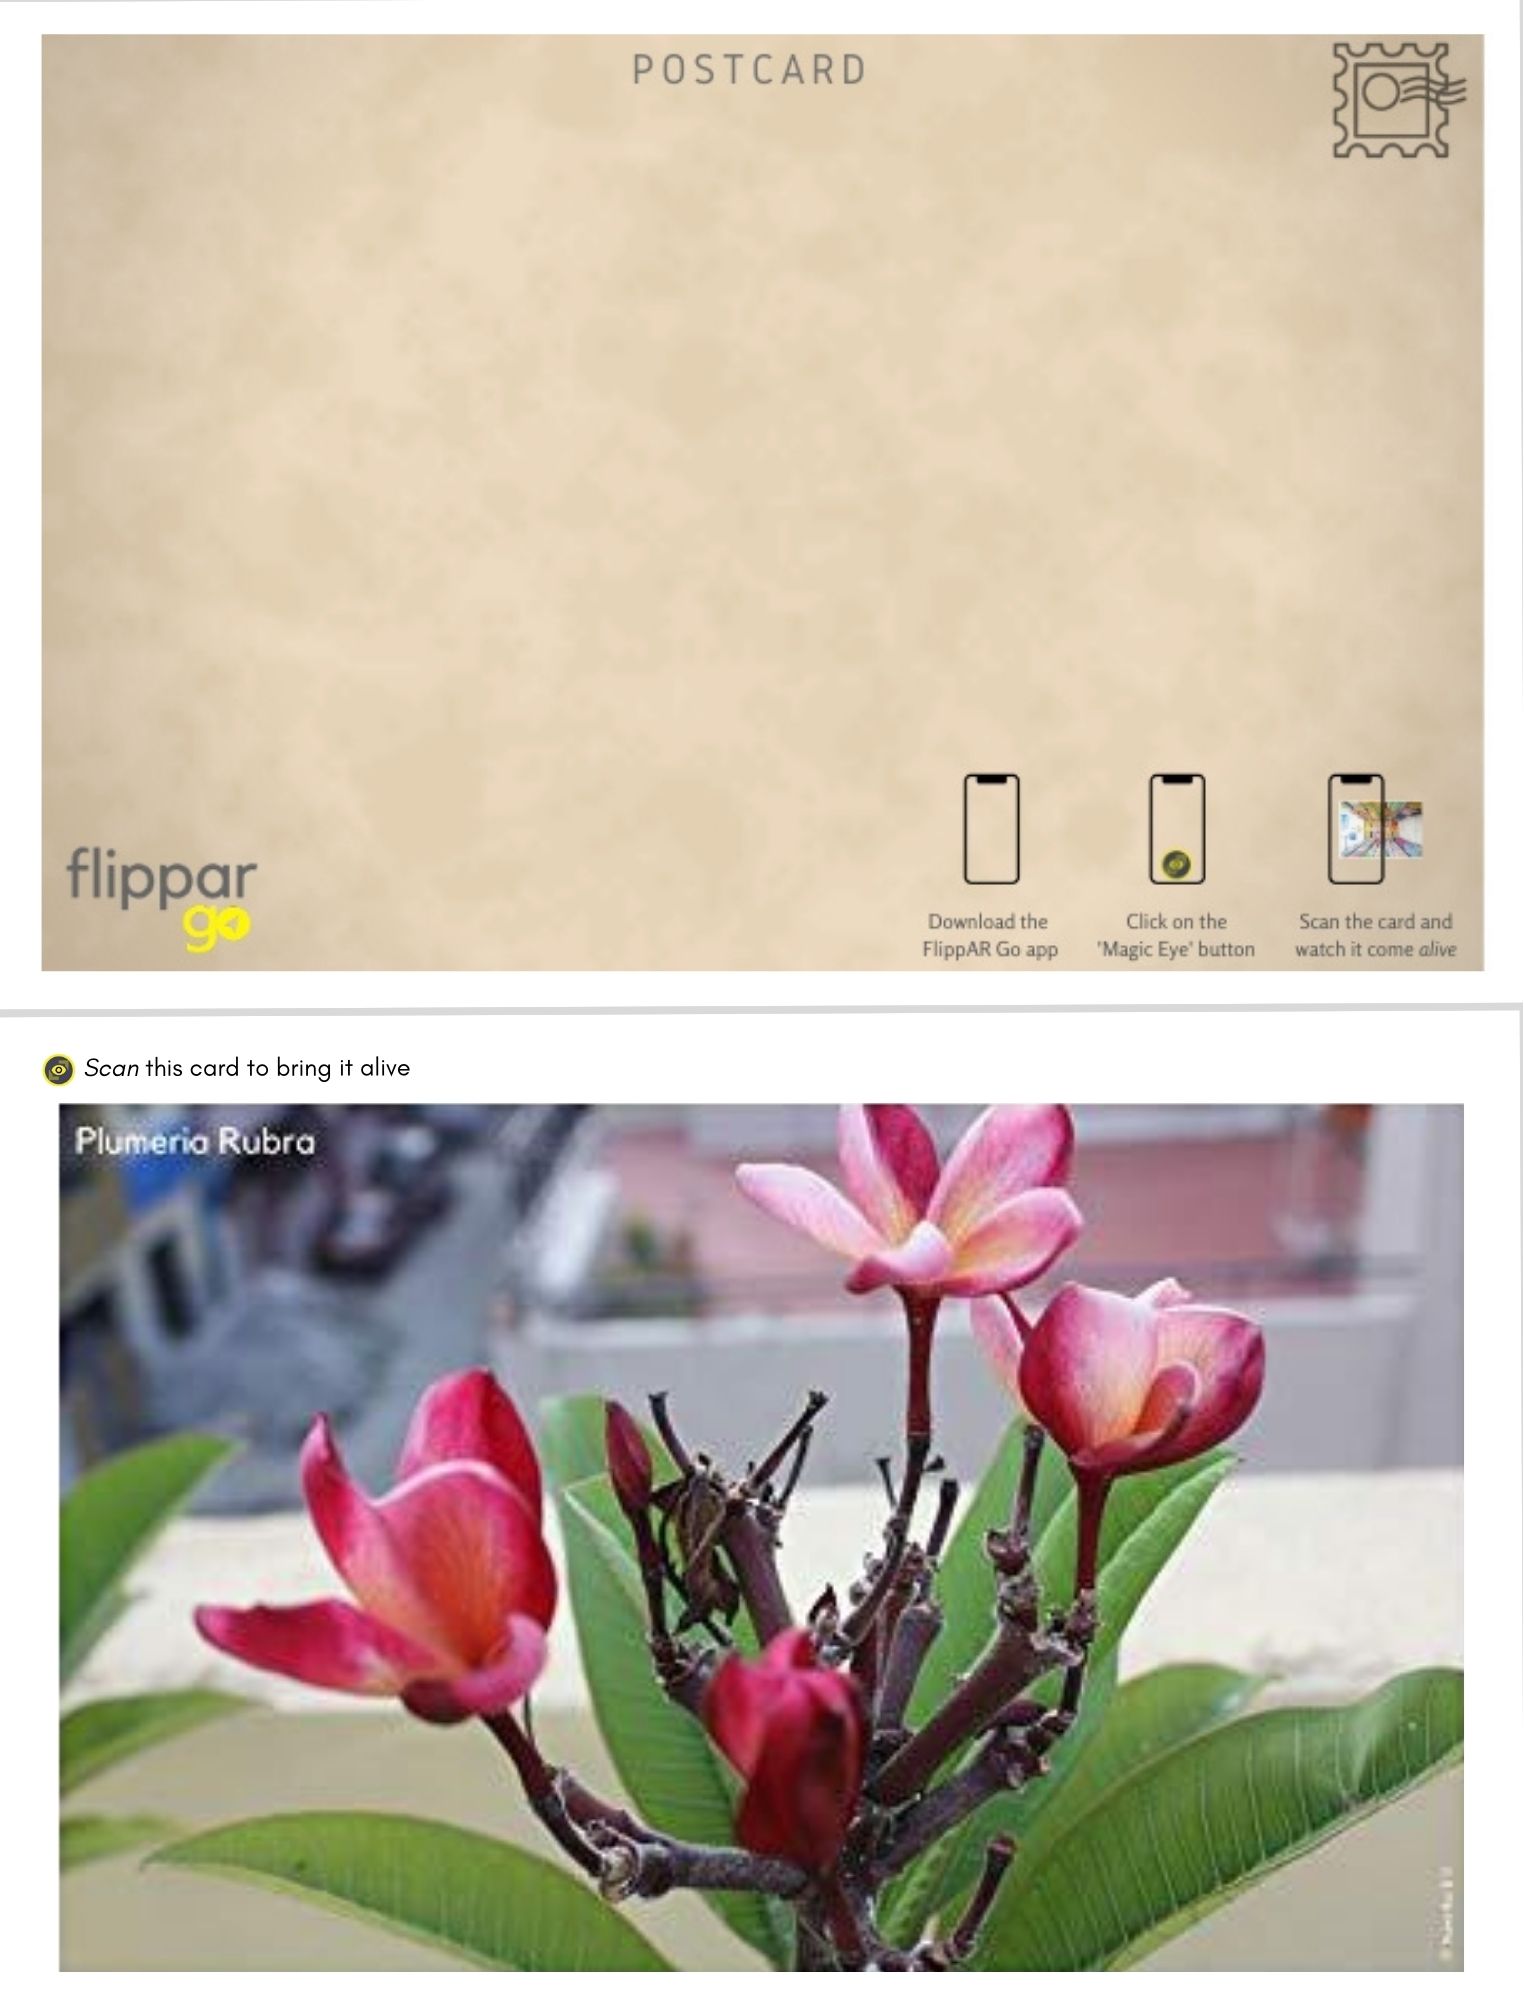 POSTCARD
flippar
go
Download the
FlippAR Go app
Click on the
'Magic Eye' button
Scan the card and
watch it come alive
Scan this card to bring it alive
Plumeria Rubra